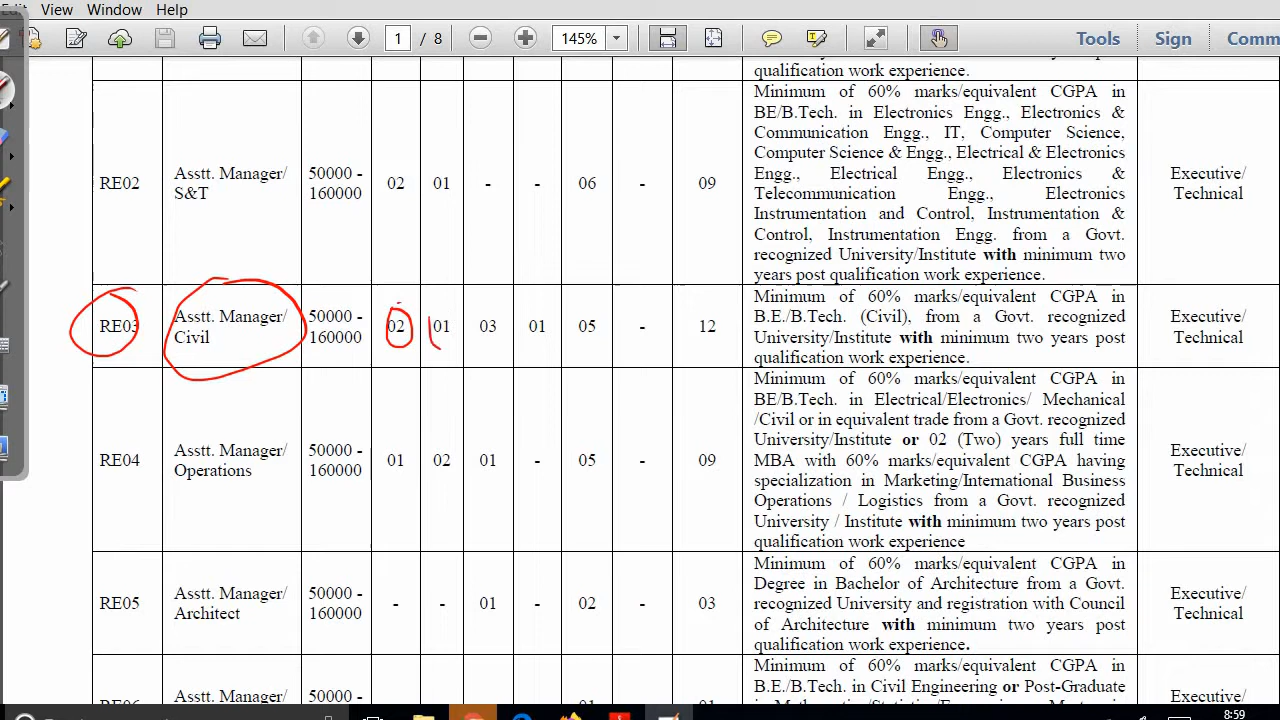 dit View Window Help
1 / 8 145% Tools Sign Comm
qualification work experience.
RE02
Asstt. Manager/
S&T
50000 -
160000
02
01
-
-
06
-
09
Minimum of 60% marks/equivalent CGPA in
BE/B.Tech. in Electronics Engg., Electronics &
Communication Engg., IT, Computer Science,
Computer Science & Engg., Electrical & Electronics
Engg., Electrical Engg., Electronics &
Telecommunication Engg., Electronics
Instrumentation and Control, Instrumentation &
Control, Instrumentation Engg. from a Govt.
recognized University/Institute with minimum two
years post qualification work experience.
Executive/
Technical
RE03
Asstt. Manager/
Civil
50000 -
160000
02
01
03
01
05
-
12
Minimum of 60% marks/equivalent CGPA in
B.E./B.Tech. (Civil), from a Govt. recognized
University/Institute with minimum two years post
qualification work experience.
Executive/
Technical
RE04
Asstt. Manager/
Operations
50000 -
160000
01
02
01
-
05
-
09
Minimum of 60% marks/equivalent CGPA in
BE/B.Tech. in Electrical/Electronics/ Mechanical
/Civil or in equivalent trade from a Govt. recognized
University/Institute or 02 (Two) years full time
MBA with 60% marks/equivalent CGPA having
specialization in Marketing/International Business
Operations / Logistics from a Govt. recognized
University / Institute with minimum two years post
qualification work experience
Executive/
Technical
RE05
Asstt. Manager/
Architect
50000 -
160000
-
-
01
-
02
-
03
Minimum of 60% marks/equivalent CGPA in
Degree in Bachelor of Architecture from a Govt.
recognized University and registration with Council
of Architecture with minimum two years post
qualification work experience.
Executive/
Technical
Asstt. Manager/
50000 -
Minimum of 60% marks/equivalent CGPA in
B.E./B.Tech. in Civil Engineering or Post-Graduate
Executive/
8:59